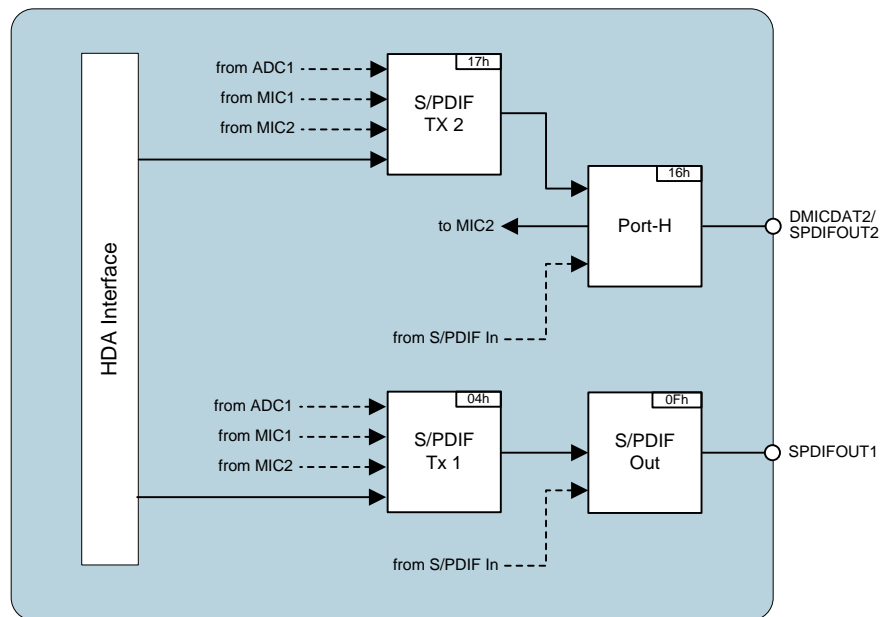 17h
from ADC1
from MIC1
from MIC2
S/PDIF
TX 2
16h
to MIC2
Port-H
DMICDAT2/
SPDIFOUT2
HDA Interface
from S/PDIF In
04h
from ADC1
from MIC1
from MIC2
S/PDIF
Tx 1
0Fh
S/PDIF
Out
SPDIFOUT1
from S/PDIF In